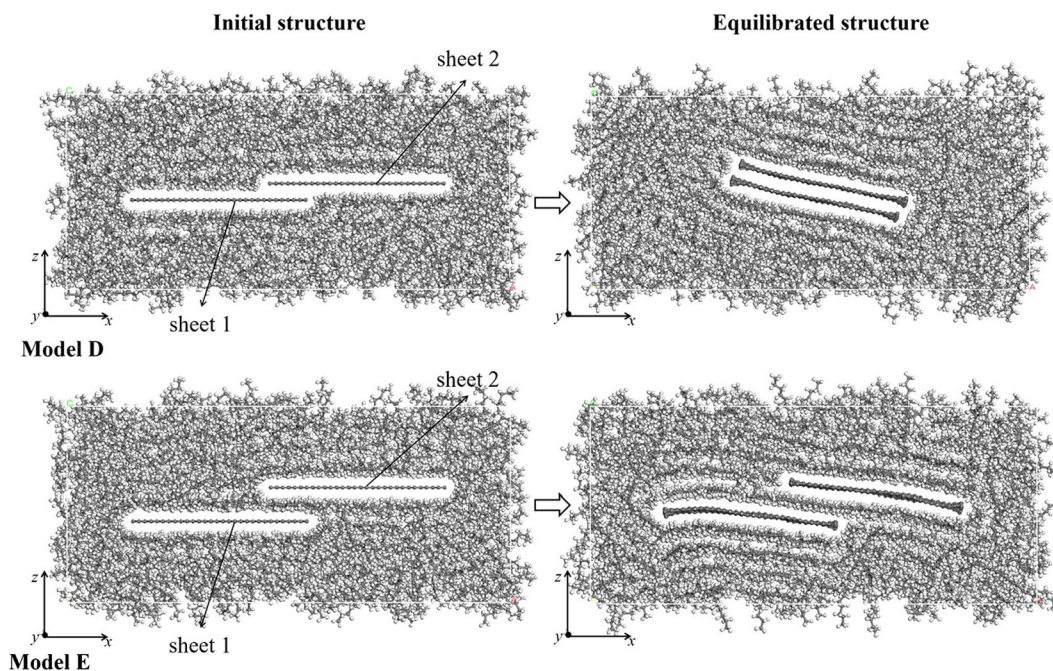 Initial structure
Equilibrated structure
sheet 2
C
A
A
z
y
x
sheet 1
z
y
x
Model D
sheet 2
C
z
y
x
sheet 1
z
y
x
Model E